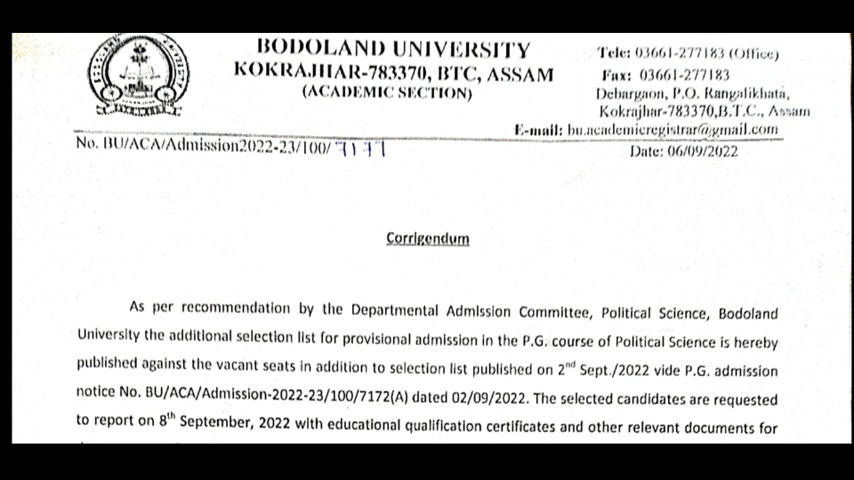 BODOLAND UNIVERSITY
KOKRAJHAR-783370, BTC, ASSAM
(ACADEMIC SECTION)
Tele: 03661-277183 (Office)
Fax: 03661-277183
Debargaon, P.O. Rangalikhata,
Kokrajhar-783370,B.T.C., Assam
E-mail: bu.academicregistrar@gmail.com
No. BU/ACA/Admission2022-23/100/7177
Date: 06/09/2022
Corrigendum
As per recommendation by the Departmental Admission Committee, Political Science, Bodoland
University the additional selection list for provisional admission in the P.G. course of Political Science is hereby
published against the vacant seats in addition to selection list published on 2nd Sept./2022 vide P.G. admission
notice No. BU/ACA/Admission-2022-23/100/7172(A) dated 02/09/2022. The selected candidates are requested
to report on 8th September, 2022 with educational qualification certificates and other relevant documents for